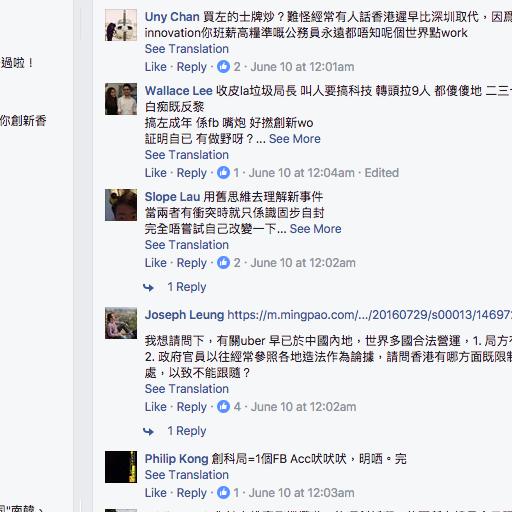 過啦！
你創新香
Uny Chan 買左的士牌炒？難怪經常有人話香港遲早比深圳取代，因爲
innovation你班薪高糧準嘅公務員永遠都唔知呢個世界點work
See Translation
Like · Reply · 2 · June 10 at 12:01am
Wallace Lee 收皮la垃圾局長 叫人要搞科技 轉頭拉9人 都傻傻地 二三十
白痴既反黎
搞左成年 係fb 嘴炮 好撚創新wo
証明自已 有做野呀？... See More
See Translation
Like · Reply · 1 · June 10 at 12:04am · Edited
Slope Lau 用舊思維去理解新事件
當兩者有衝突時就只係識固步自封
完全唔嘗試自己改變一下... See More
See Translation
Like · Reply · 2 · June 10 at 12:02am
1 Reply
Joseph Leung https://m.mingpao.com/.../20160729/s00013/14697
我想請問下，有關uber 早已於中國內地，世界多國合法營運，1. 局方有
2. 政府官員以往經常參照各地造法作為論據，請問香港有哪方面既限制
處，以致不能跟隨？
See Translation
Like · Reply · 4 · June 10 at 12:02am
1 Reply
Philip Kong 創科局=1個FB Acc吠吠吠，明哂。完
See Translation
Like · Reply · 1 · June 10 at 12:03am